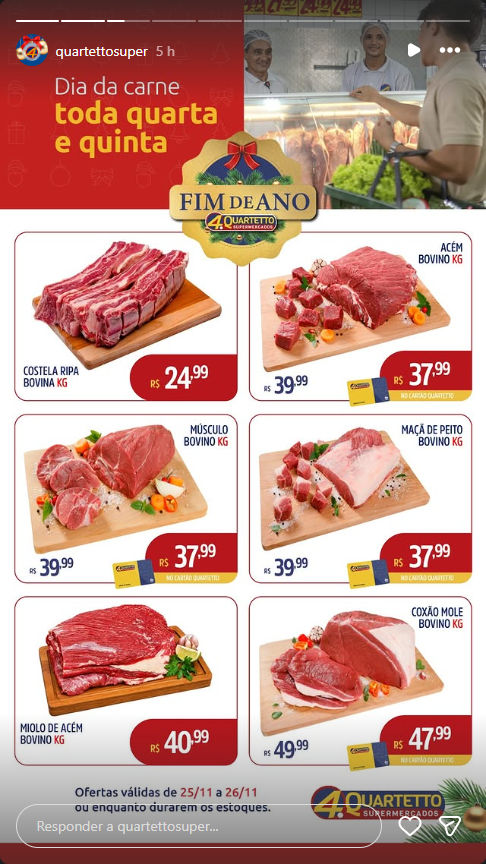 quartettosuper 5 h
Dia da carne
toda quarta
e quinta
FIM DE ANO
4. QUARTETTO
SUPERMERCADOS
COSTELA RIPA
BOVINA KG
R$ 24,99
ACÉM
BOVINO KG
R$ 39,99
R$ 37,99
NO CARTÃO QUARTETTO
MÚSCULO
BOVINO KG
R$ 39,99
R$ 37,99
NO CARTÃO QUARTETTO
MAÇÃ DE PEITO
BOVINO KG
R$ 39,99
R$ 37,99
NO CARTÃO QUARTETTO
MIOLO DE ACÉM
BOVINO KG
R$ 40,99
COXÃO MOLE
BOVINO KG
R$ 49,99
R$ 47,99
NO CARTÃO QUARTETTO
Ofertas válidas de 25/11 a 26/11
ou enquanto durarem os estoques.
4. QUARTETTO
SUPERMERCADOS
Responder a quartettosuper...